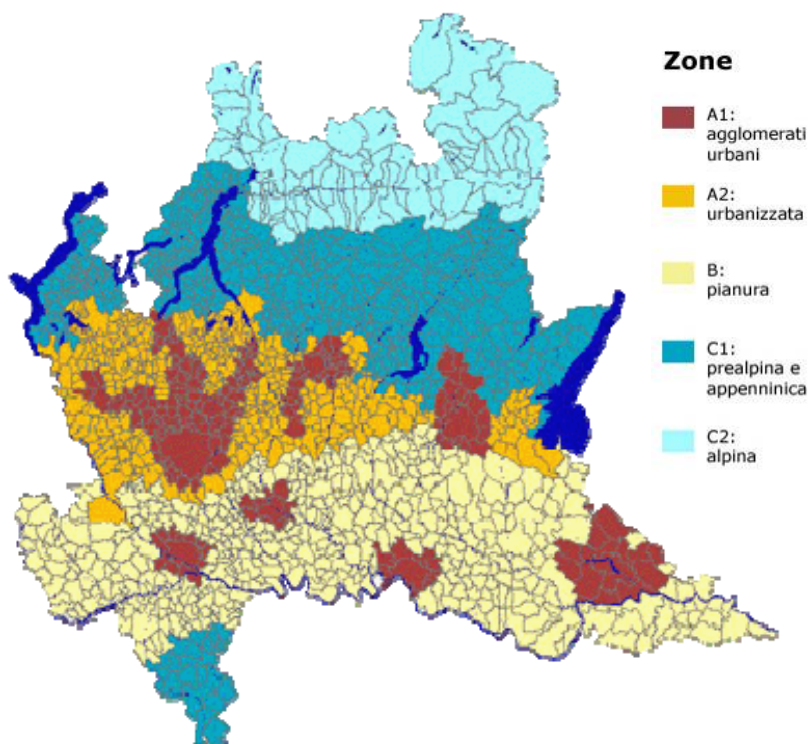 Zone
A1:
agglomerati
urbani
A2:
urbanizzata
B:
pianura
C1:
prealpina e
appenninica
C2:
alpina